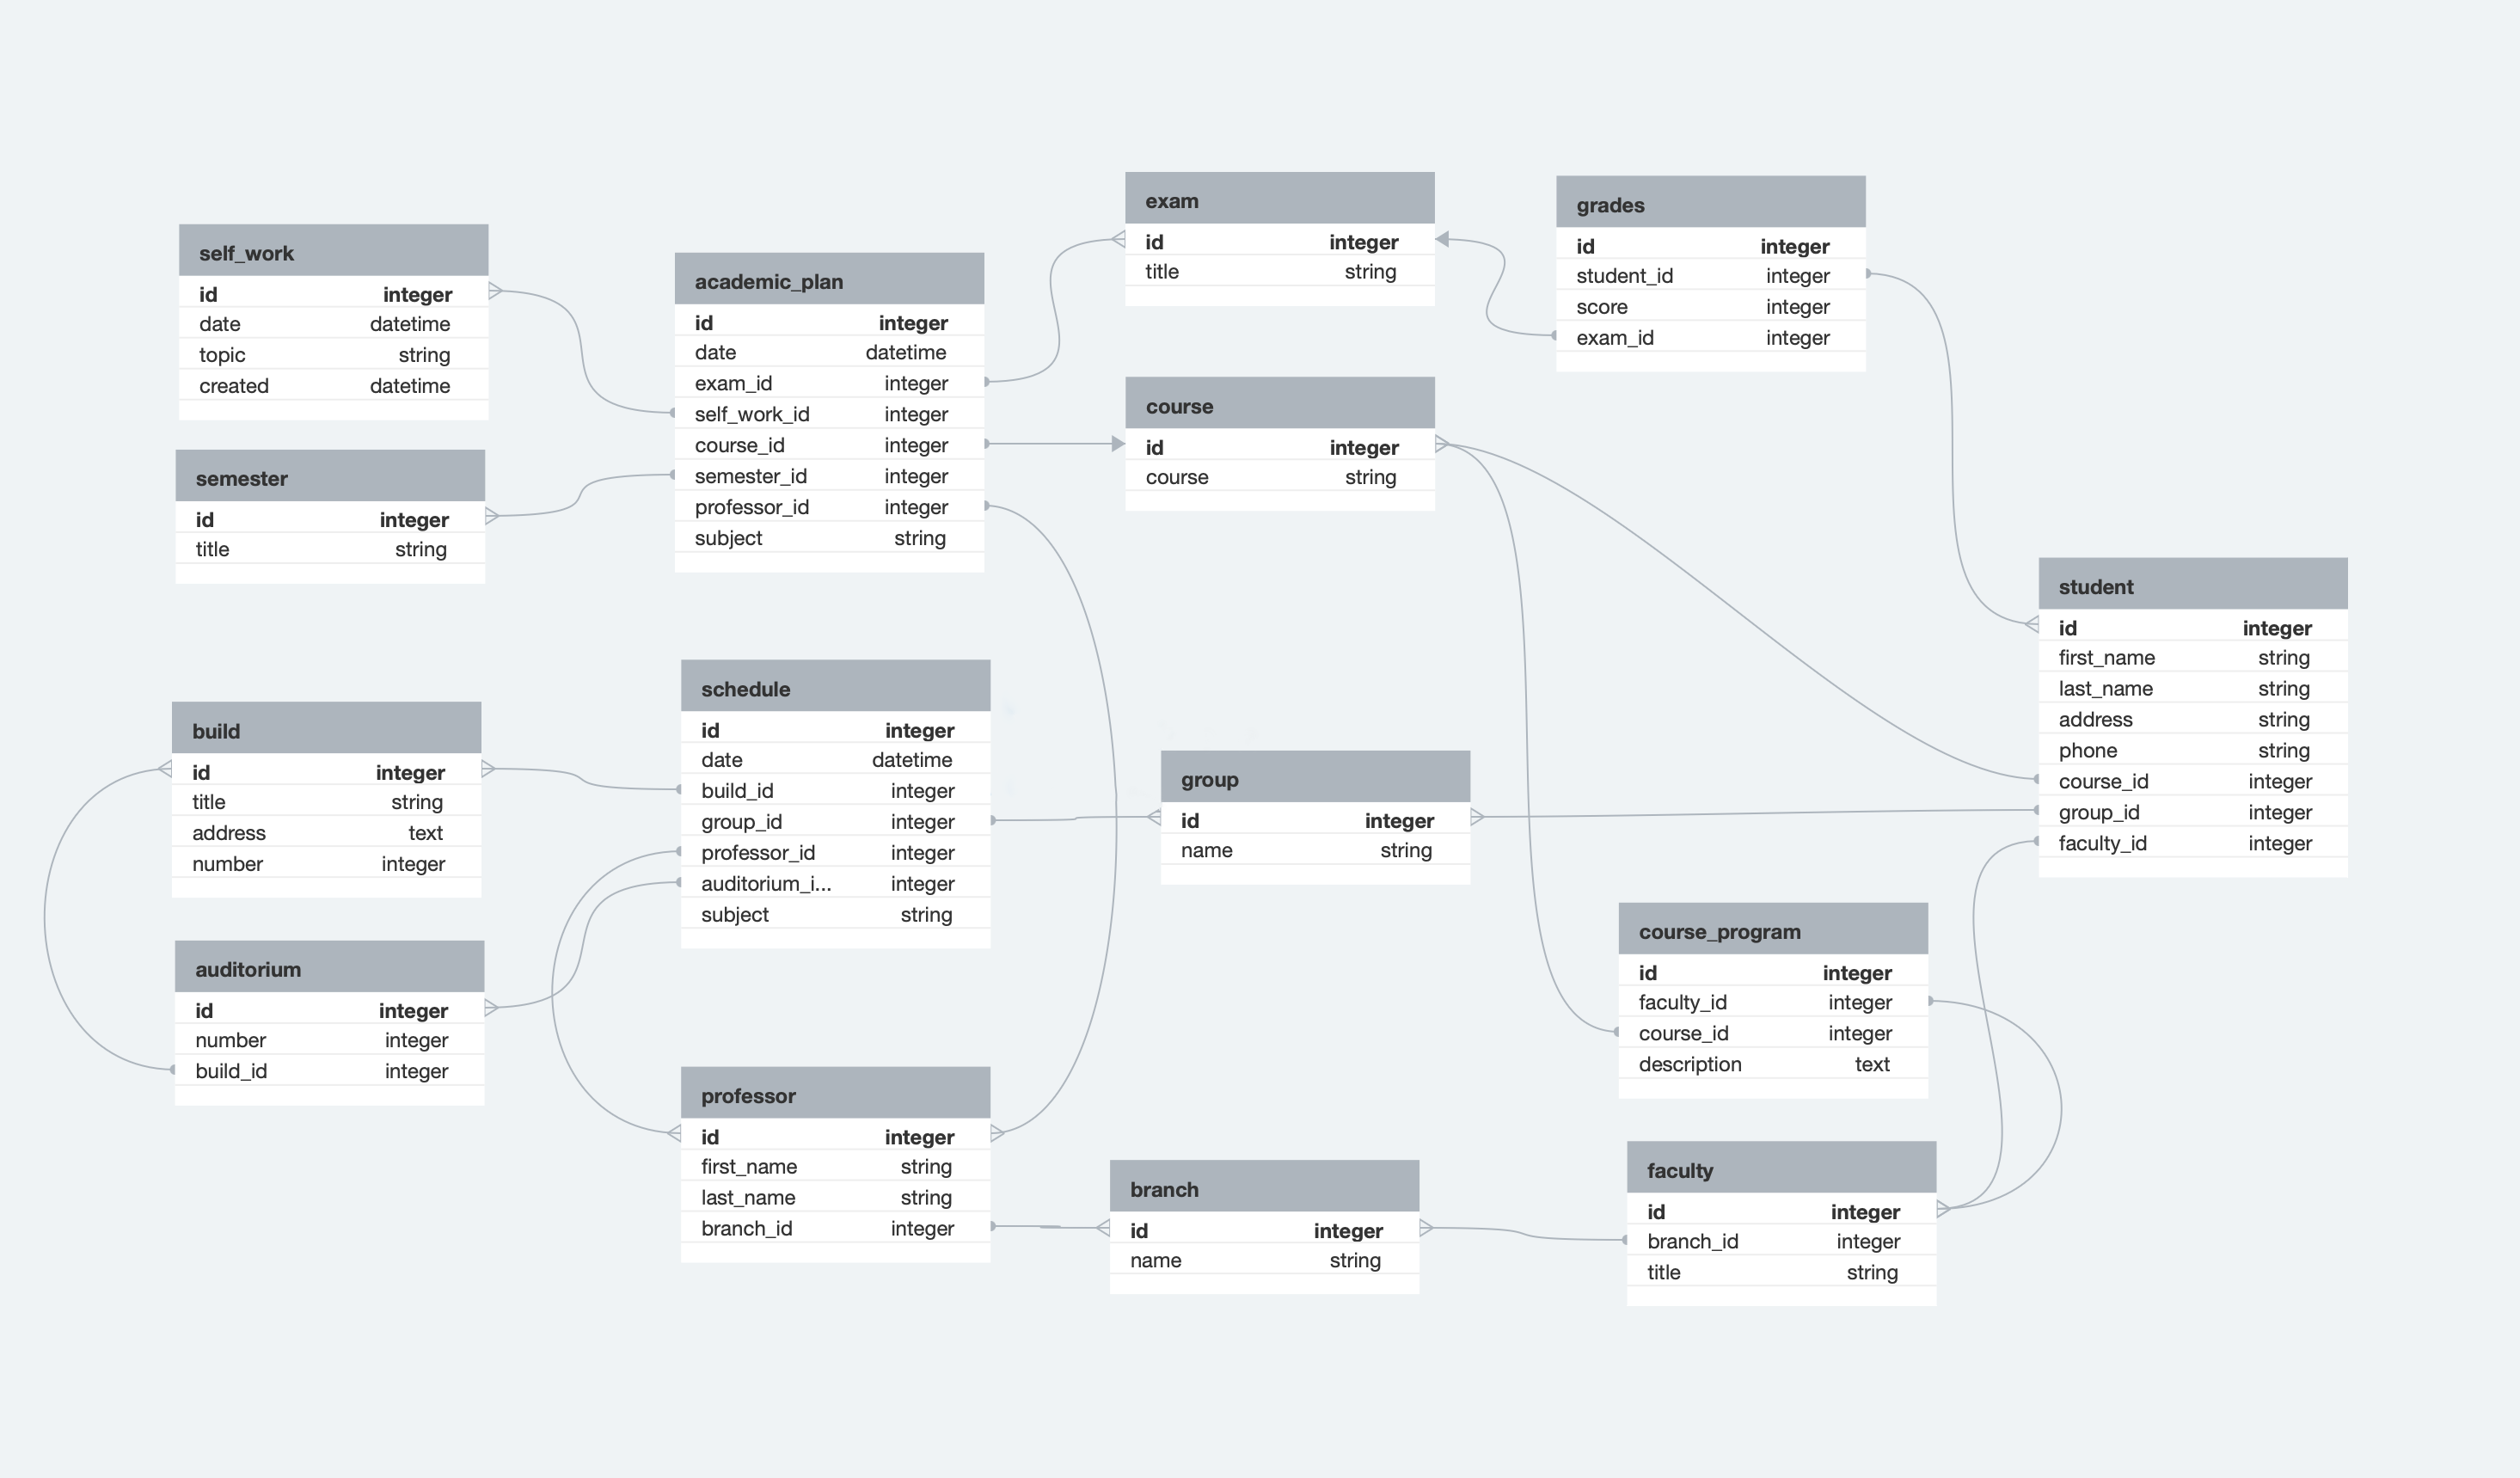 self_work
id integer
date datetime
topic string
created datetime
semester
id integer
title string
build
id integer
title string
address text
number integer
auditorium
id integer
number integer
build_id integer
academic_plan
id integer
date datetime
exam_id integer
self_work_id integer
course_id integer
semester_id integer
professor_id integer
subject string
schedule
id integer
date datetime
build_id integer
group_id integer
professor_id integer
auditorium_i... integer
subject string
professor
id integer
first_name string
last_name string
branch_id integer
exam
id integer
title string
course
id integer
course string
group
id integer
name string
branch
id integer
name string
grades
id integer
student_id integer
score integer
exam_id integer
course_program
id integer
faculty_id integer
course_id integer
description text
faculty
id integer
branch_id integer
title string
student
id integer
first_name string
last_name string
address string
phone string
course_id integer
group_id integer
faculty_id integer